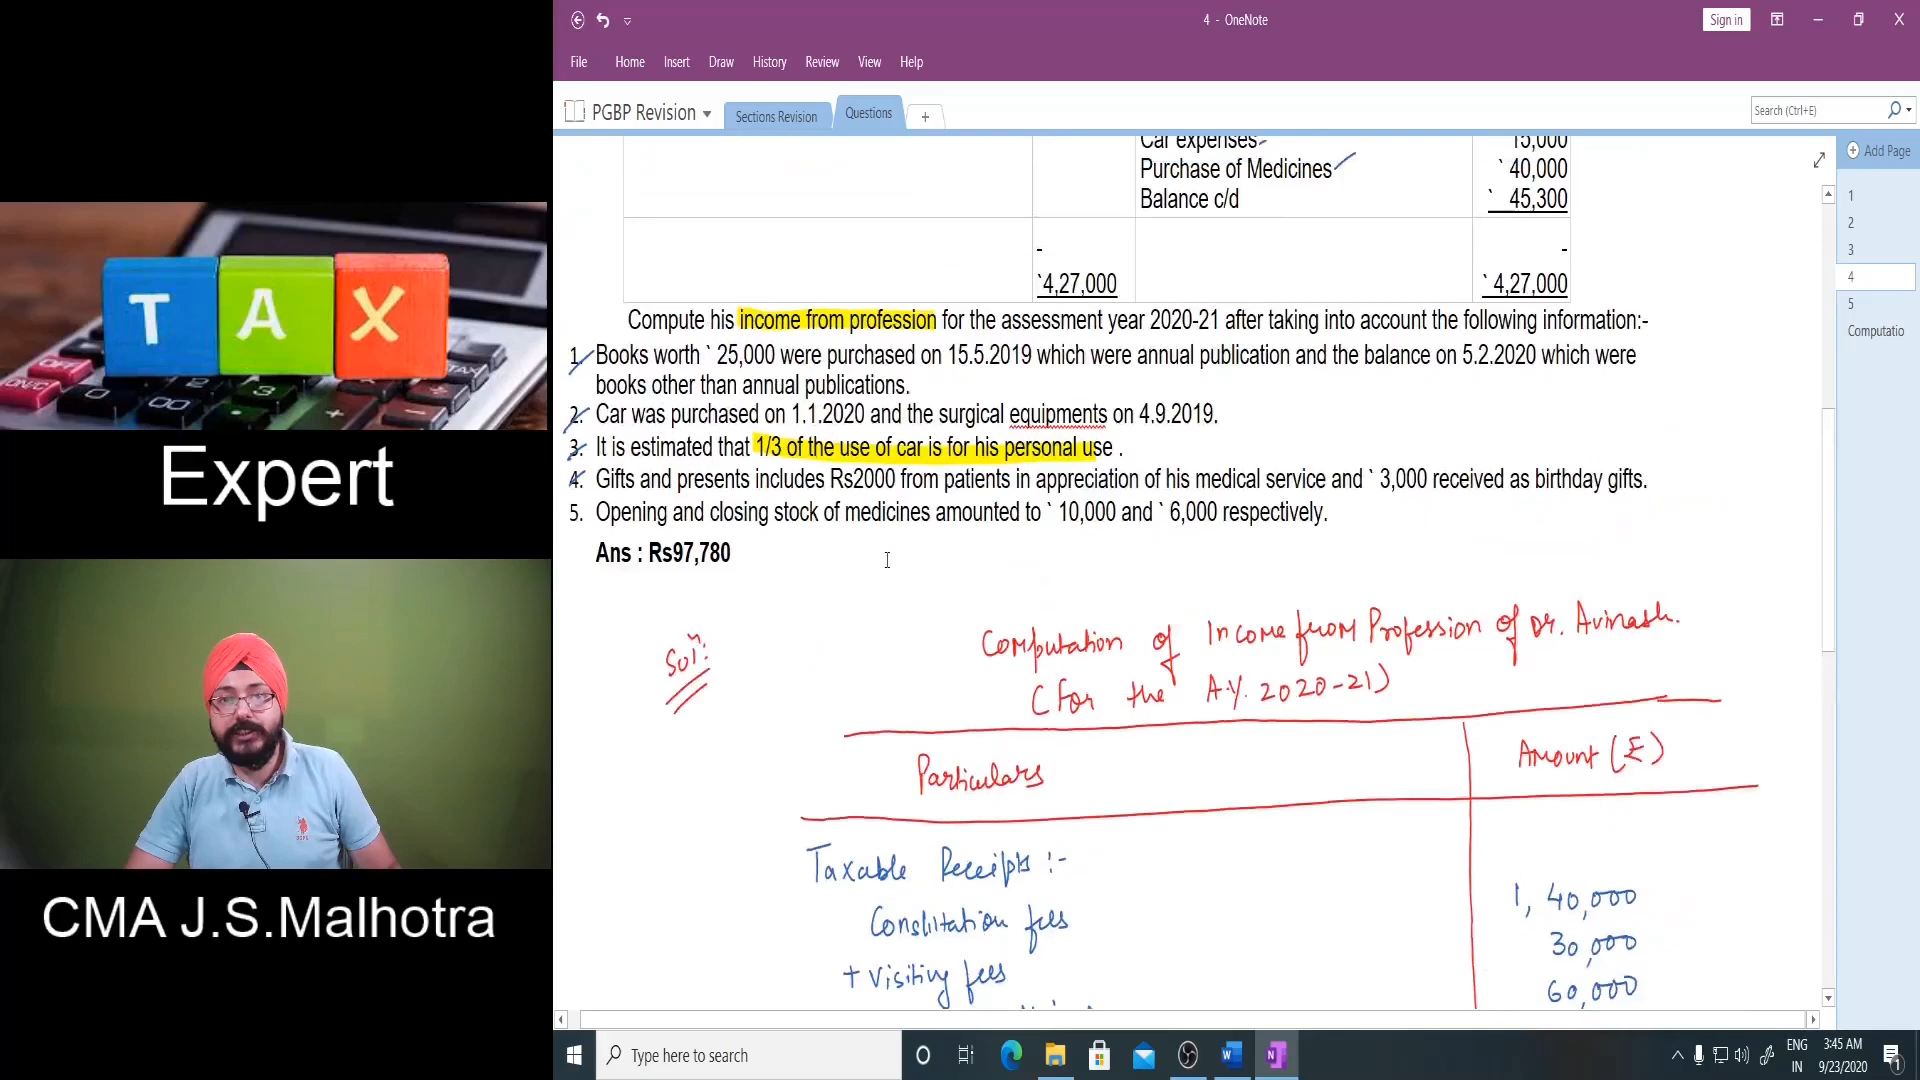 4 - OneNote
Sign in
File Home Insert Draw History Review View Help
PGBP Revision
Sections Revision
Questions
Search (Ctrl+E)
Add Page
1
2
3
4
5
Computatio
Car expenses 15,000
Purchase of Medicines ` 40,000
Balance c/d ` 45,300
- -
`4,27,000 ` 4,27,000
Compute his income from profession for the assessment year 2020-21 after taking into account the following information:-
1. Books worth ` 25,000 were purchased on 15.5.2019 which were annual publication and the balance on 5.2.2020 which were
books other than annual publications.
2. Car was purchased on 1.1.2020 and the surgical equipments on 4.9.2019.
3. It is estimated that 1/3 of the use of car is for his personal use .
4. Gifts and presents includes Rs2000 from patients in appreciation of his medical service and ` 3,000 received as birthday gifts.
5. Opening and closing stock of medicines amounted to ` 10,000 and ` 6,000 respectively.
Ans : Rs97,780
Soln:
Computation of Income from Profession of Dr. Avinash.
(For the A.Y. 2020-21)
Particulars Amount (₹)
Taxable Receipts :-
Conslitation fees 1,40,000
+ Visiting fees 30,000
60,000
TAX
Expert
CMA J.S.Malhotra
Type here to search
ENG
IN
3:45 AM
9/23/2020
1